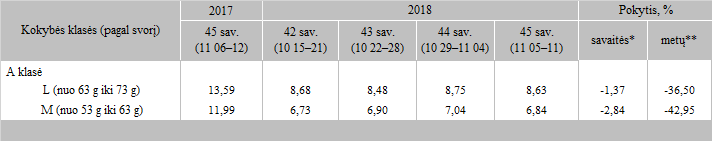 Kokybės klasės (pagal svorį) 2017 2018 Pokytis, %
45 sav. (11 06–12) 42 sav. (10 15–21) 43 sav. (10 22–28) 44 sav. (10 29–11 04) 45 sav. (11 05–11) savaitės* metų**
A klasė
L (nuo 63 g iki 73 g) 13,59 8,68 8,48 8,75 8,63 -1,37 -36,50
M (nuo 53 g iki 63 g) 11,99 6,73 6,90 7,04 6,84 -2,84 -42,95